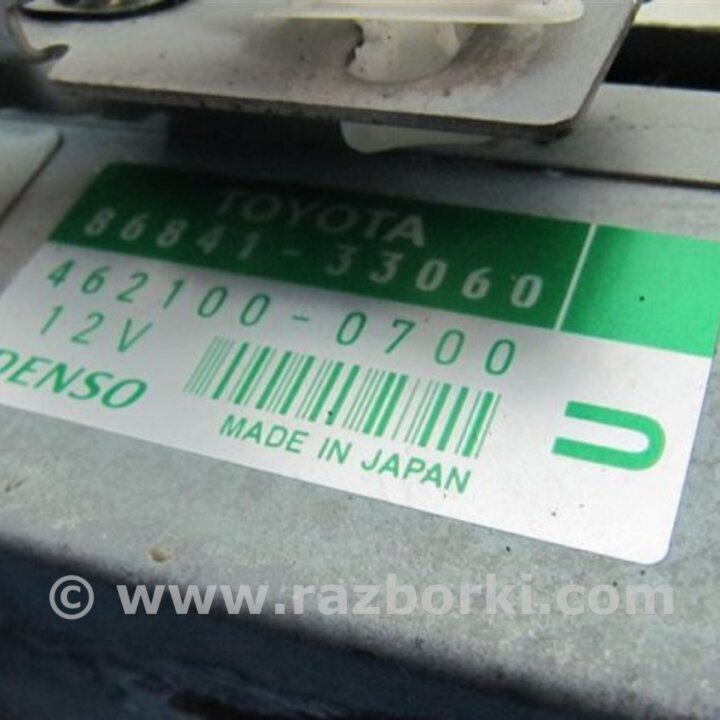 TOYOTA
86841-33060
462100-0700
12V
DENSO
MADE IN JAPAN
U
© www.razborki.com